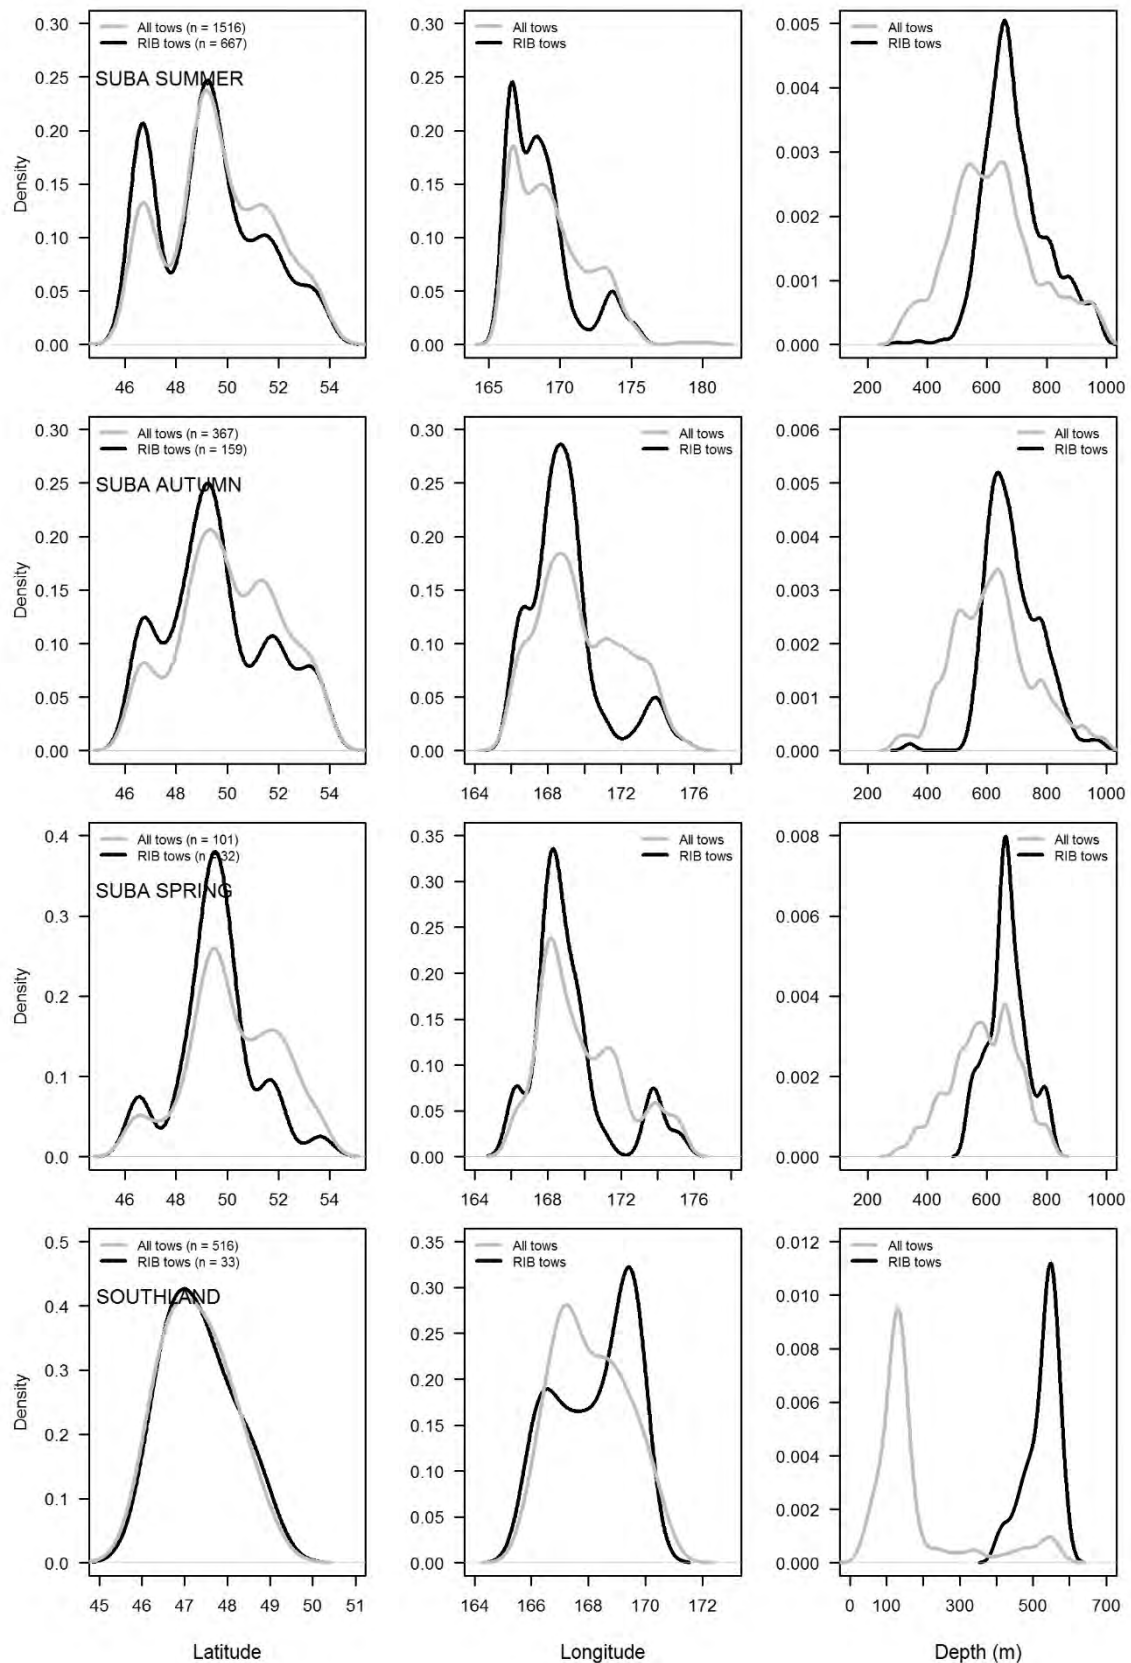 All tows (n = 1516)
RIB tows (n = 667)
SUBA SUMMER
Density
0.30
0.25
0.20
0.15
0.10
0.05
0.00
46 48 50 52 54
All tows
RIB tows
0.30
0.25
0.20
0.15
0.10
0.05
0.00
165 170 175 180
All tows
RIB tows
0.005
0.004
0.003
0.002
0.001
0.000
200 400 600 800 1000
All tows (n = 367)
RIB tows (n = 159)
SUBA AUTUMN
Density
0.30
0.25
0.20
0.15
0.10
0.05
0.00
46 48 50 52 54
All tows
RIB tows
0.30
0.25
0.20
0.15
0.10
0.05
0.00
164 168 172 176
All tows
RIB tows
0.006
0.005
0.004
0.003
0.002
0.001
0.000
200 400 600 800 1000
All tows (n = 101)
RIB tows (n = 32)
SUBA SPRING
Density
0.4
0.3
0.2
0.1
0.0
46 48 50 52 54
All tows
RIB tows
0.35
0.30
0.25
0.20
0.15
0.10
0.05
0.00
164 168 172 176
All tows
RIB tows
0.008
0.006
0.004
0.002
0.000
200 400 600 800 1000
All tows (n = 516)
RIB tows (n = 33)
SOUTHLAND
Density
0.5
0.4
0.3
0.2
0.1
0.0
45 46 47 48 49 50 51
Latitude
All tows
RIB tows
0.35
0.30
0.25
0.20
0.15
0.10
0.05
0.00
164 166 168 170 172
Longitude
All tows
RIB tows
0.012
0.010
0.008
0.006
0.004
0.002
0.000
0 100 300 500 700
Depth (m)